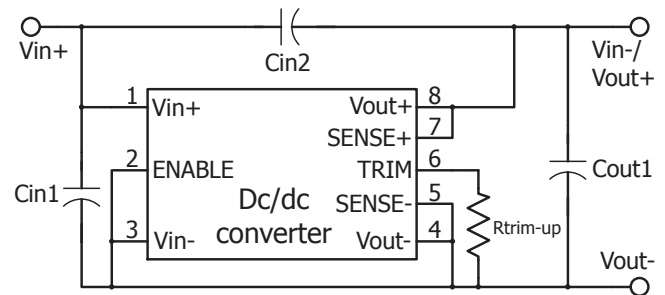 Vin+
Cin2
Vin-/
Vout+
1
Vin+
Vout+
8
SENSE+
7
2
ENABLE
TRIM
6
Cin1
Dc/dc
converter
SENSE-
5
Rtrim-up
Cout1
3
Vin-
Vout-
4
Vout-